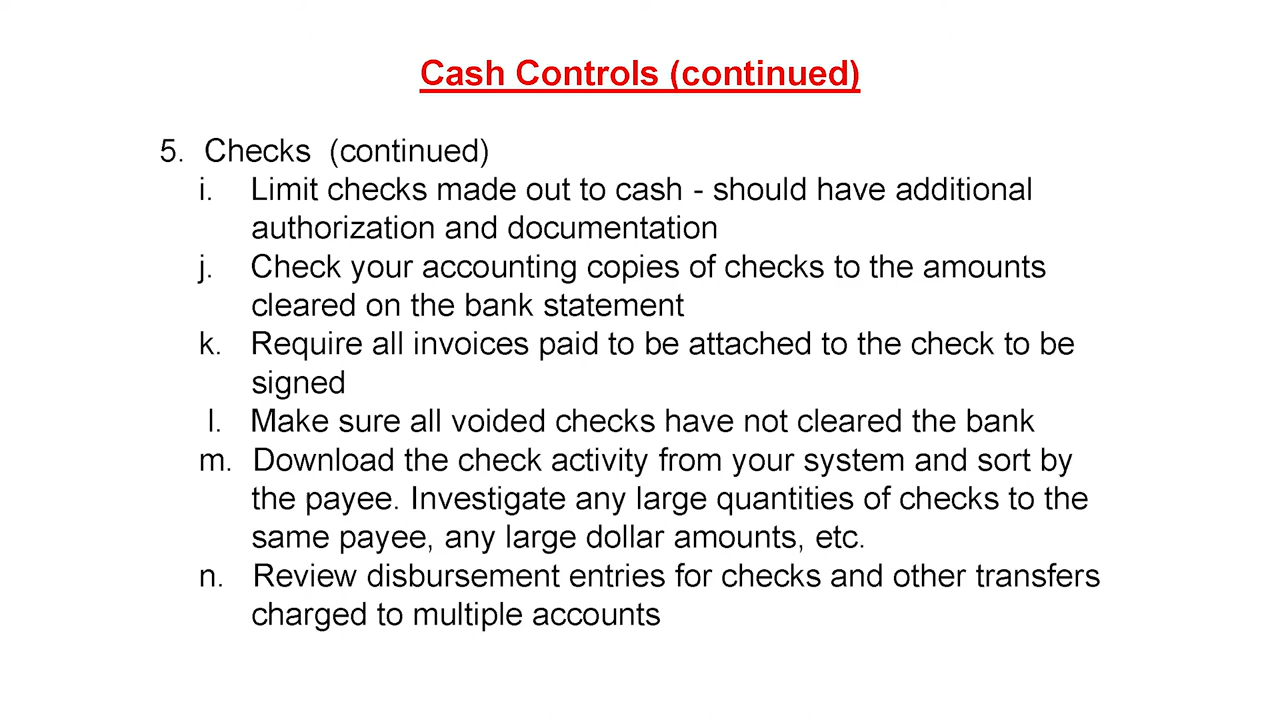 Cash Controls (continued)
5. Checks (continued)
i. Limit checks made out to cash - should have additional
authorization and documentation
j. Check your accounting copies of checks to the amounts
cleared on the bank statement
k. Require all invoices paid to be attached to the check to be
signed
l. Make sure all voided checks have not cleared the bank
m. Download the check activity from your system and sort by
the payee. Investigate any large quantities of checks to the
same payee, any large dollar amounts, etc.
n. Review disbursement entries for checks and other transfers
charged to multiple accounts